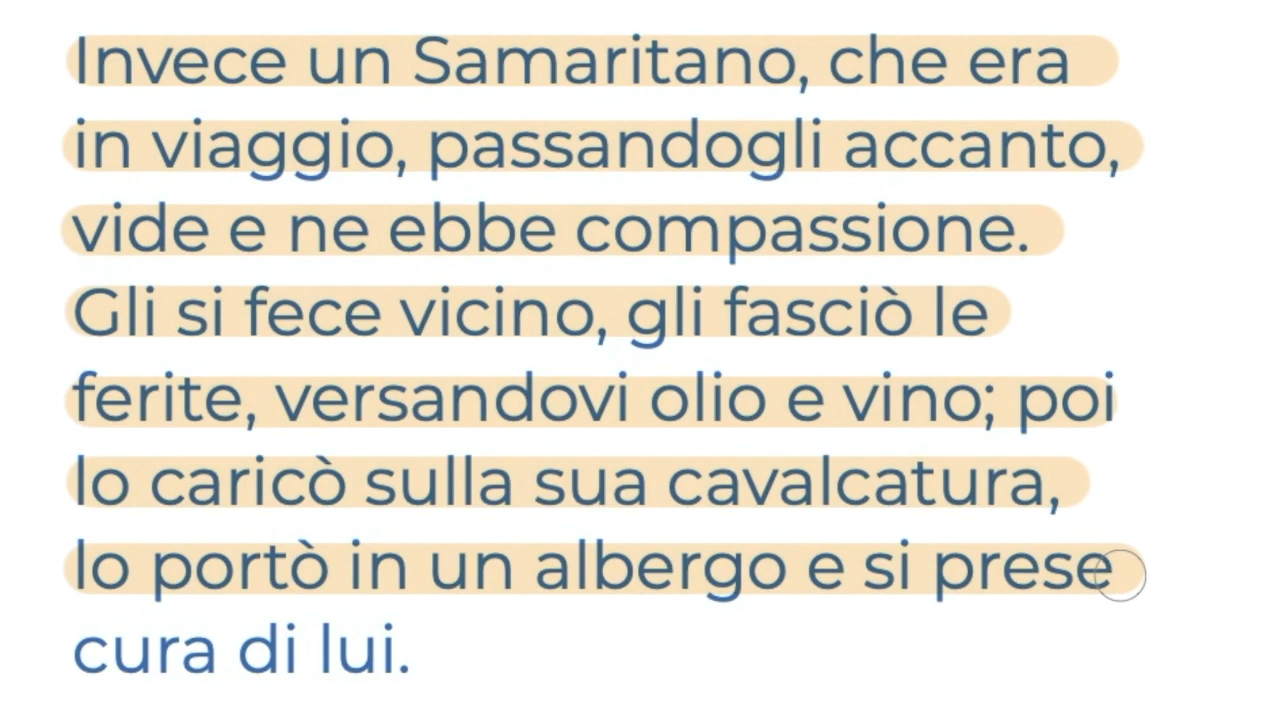 Invece un Samaritano, che era
in viaggio, passandogli accanto,
vide e ne ebbe compassione.
Gli si fece vicino, gli fasciò le
ferite, versandovi olio e vino; poi
lo caricò sulla sua cavalcatura,
lo portò in un albergo e si prese
cura di lui.